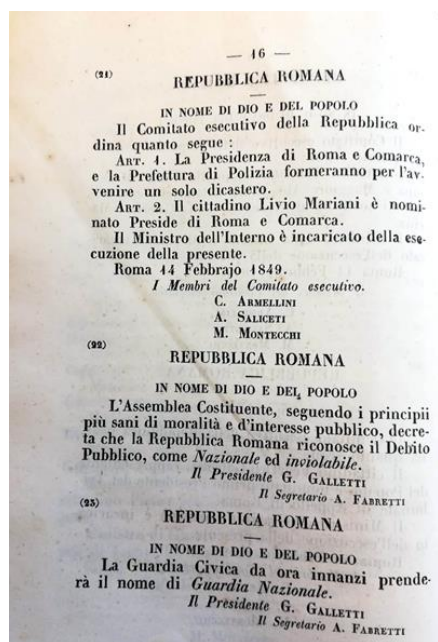 — 16 —
(21)
REPUBBLICA ROMANA
IN NOME DI DIO E DEL POPOLO
Il Comitato esecutivo della Repubblica or-
dina quanto segue :
ART. 1. La Presidenza di Roma e Comarca,
e la Prefettura di Polizia formeranno per l'av-
venire un solo dicastero.
ART. 2. Il cittadino Livio Mariani è nomi-
nato Preside di Roma e Comarca.
Il Ministro dell'Interno è incaricato della ese-
cuzione della presente.
Roma 14 Febbrajo 1849.
I Membri del Comitato esecutivo.
C. ARMELLINI
A. SALICETI
M. MONTECCHI
(22)
REPUBBLICA ROMANA
IN NOME DI DIO E DEL POPOLO
L'Assemblea Costituente, seguendo i principii
più sani di moralità e d'interesse pubblico, decre-
ta che la Repubblica Romana riconosce il Debito
Pubblico, come Nazionale ed inviolabile.
Il Presidente G. GALLETTI
Il Segretario A. FABRETTI
(23)
REPUBBLICA ROMANA
IN NOME DI DIO E DEL POPOLO
La Guardia Civica da ora innanzi prende-
rà il nome di Guardia Nazionale.
Il Presidente G. GALLETTI
Il Segretario A. FABRETTI